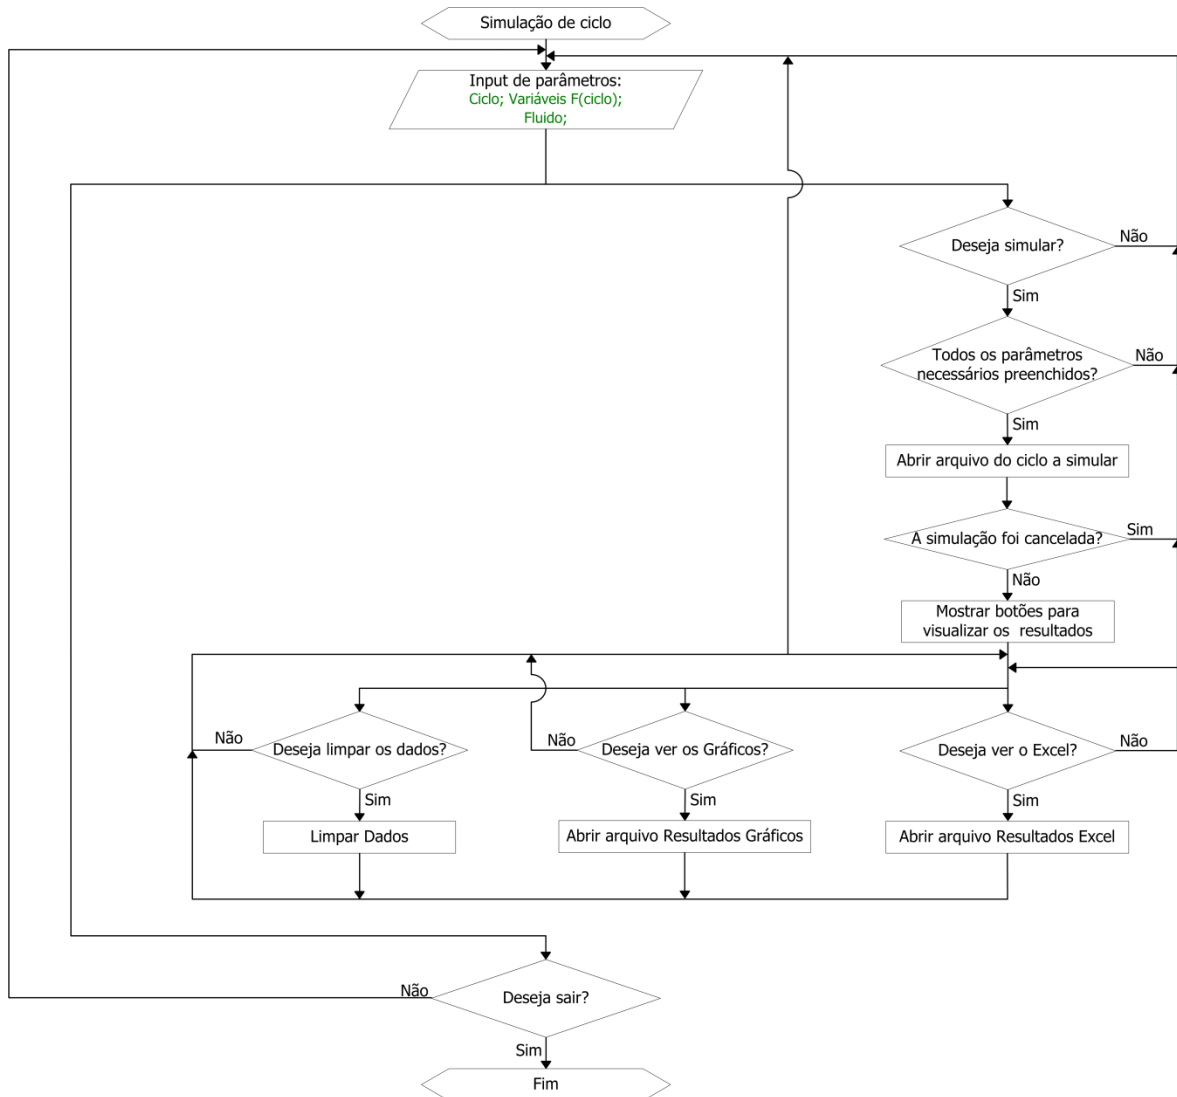 Simulação de ciclo
Input de parâmetros:
Ciclo; Variáveis F(ciclo);
Fluido;
Deseja simular?
Não
Sim
Todos os parâmetros
necessários preenchidos?
Não
Sim
Abrir arquivo do ciclo a simular
A simulação foi cancelada?
Sim
Não
Mostrar botões para
visualizar os resultados
Deseja limpar os dados?
Não
Sim
Limpar Dados
Deseja ver os Gráficos?
Não
Sim
Abrir arquivo Resultados Gráficos
Deseja ver o Excel?
Não
Sim
Abrir arquivo Resultados Excel
Deseja sair?
Não
Sim
Fim